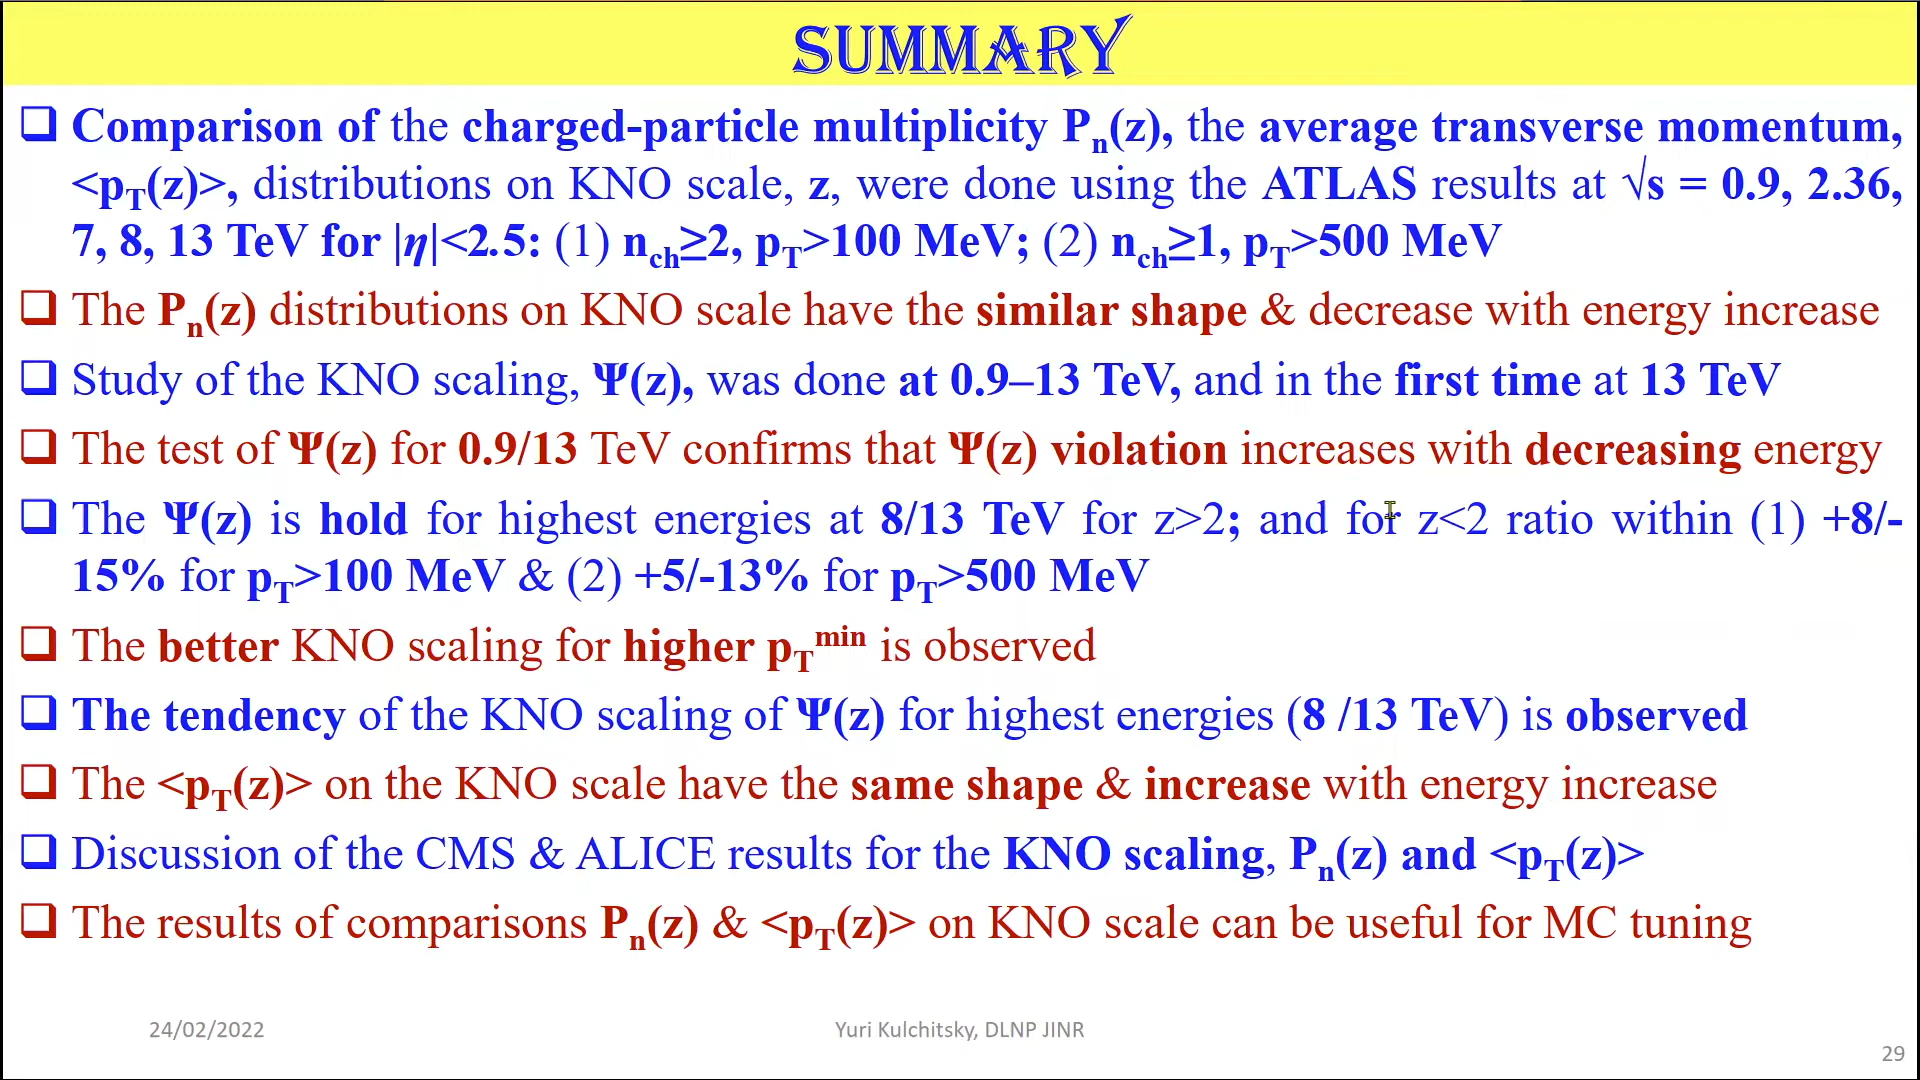 SUMMARY
❑ Comparison of the charged-particle multiplicity Pn(z), the average transverse momentum,
<pT(z)>, distributions on KNO scale, z, were done using the ATLAS results at √s = 0.9, 2.36,
7, 8, 13 TeV for |η|<2.5: (1) nch≥2, pT>100 MeV; (2) nch≥1, pT>500 MeV
❑ The Pn(z) distributions on KNO scale have the similar shape & decrease with energy increase
❑ Study of the KNO scaling, Ψ(z), was done at 0.9–13 TeV, and in the first time at 13 TeV
❑ The test of Ψ(z) for 0.9/13 TeV confirms that Ψ(z) violation increases with decreasing energy
❑ The Ψ(z) is hold for highest energies at 8/13 TeV for z>2; and for z<2 ratio within (1) +8/-
15% for pT>100 MeV & (2) +5/-13% for pT>500 MeV
❑ The better KNO scaling for higher pTmin is observed
❑ The tendency of the KNO scaling of Ψ(z) for highest energies (8 /13 TeV) is observed
❑ The <pT(z)> on the KNO scale have the same shape & increase with energy increase
❑ Discussion of the CMS & ALICE results for the KNO scaling, Pn(z) and <pT(z)>
❑ The results of comparisons Pn(z) & <pT(z)> on KNO scale can be useful for MC tuning
24/02/2022
Yuri Kulchitsky, DLNP JINR
29